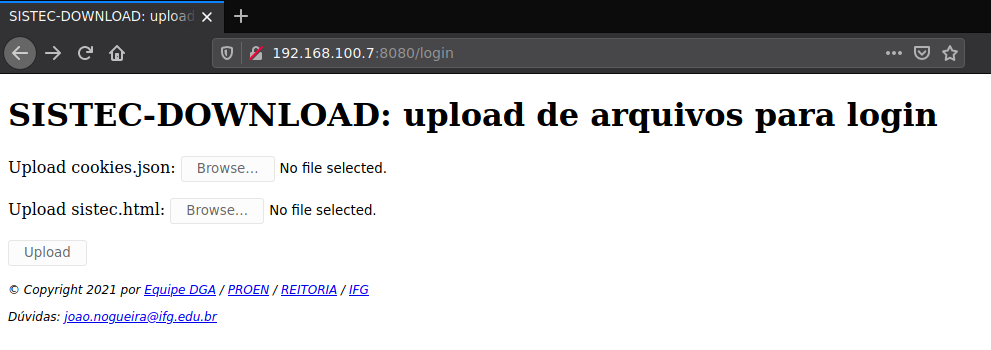 SISTEC-DOWNLOAD: upload
192.168.100.7:8080/login
SISTEC-DOWNLOAD: upload de arquivos para login
Upload cookies.json: Browse... No file selected.
Upload sistec.html: Browse... No file selected.
Upload
© Copyright 2021 por Equipe DGA / PROEN / REITORIA / IFG
Dúvidas: joao.nogueira@ifg.edu.br